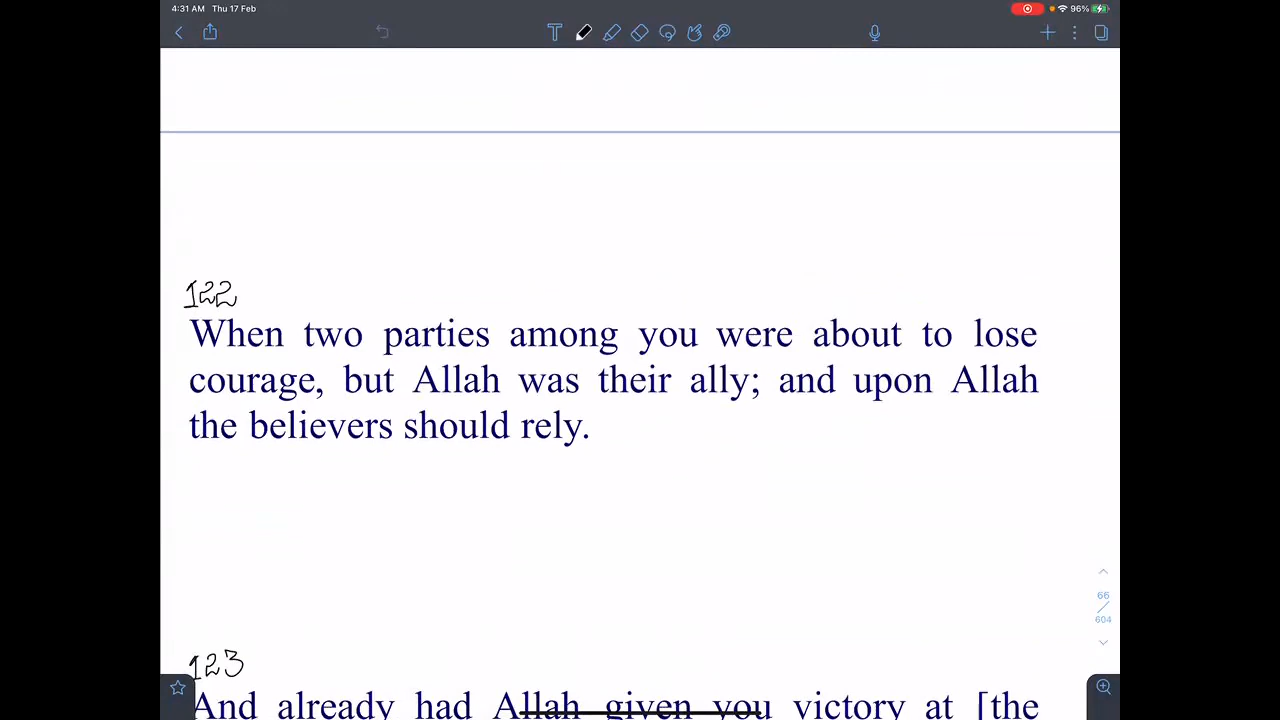 4:31 AM Thu 17 Feb
96%
122
When two parties among you were about to lose
courage, but Allah was their ally; and upon Allah
the believers should rely.
66
604
123
And already had Allah given you victory at [the